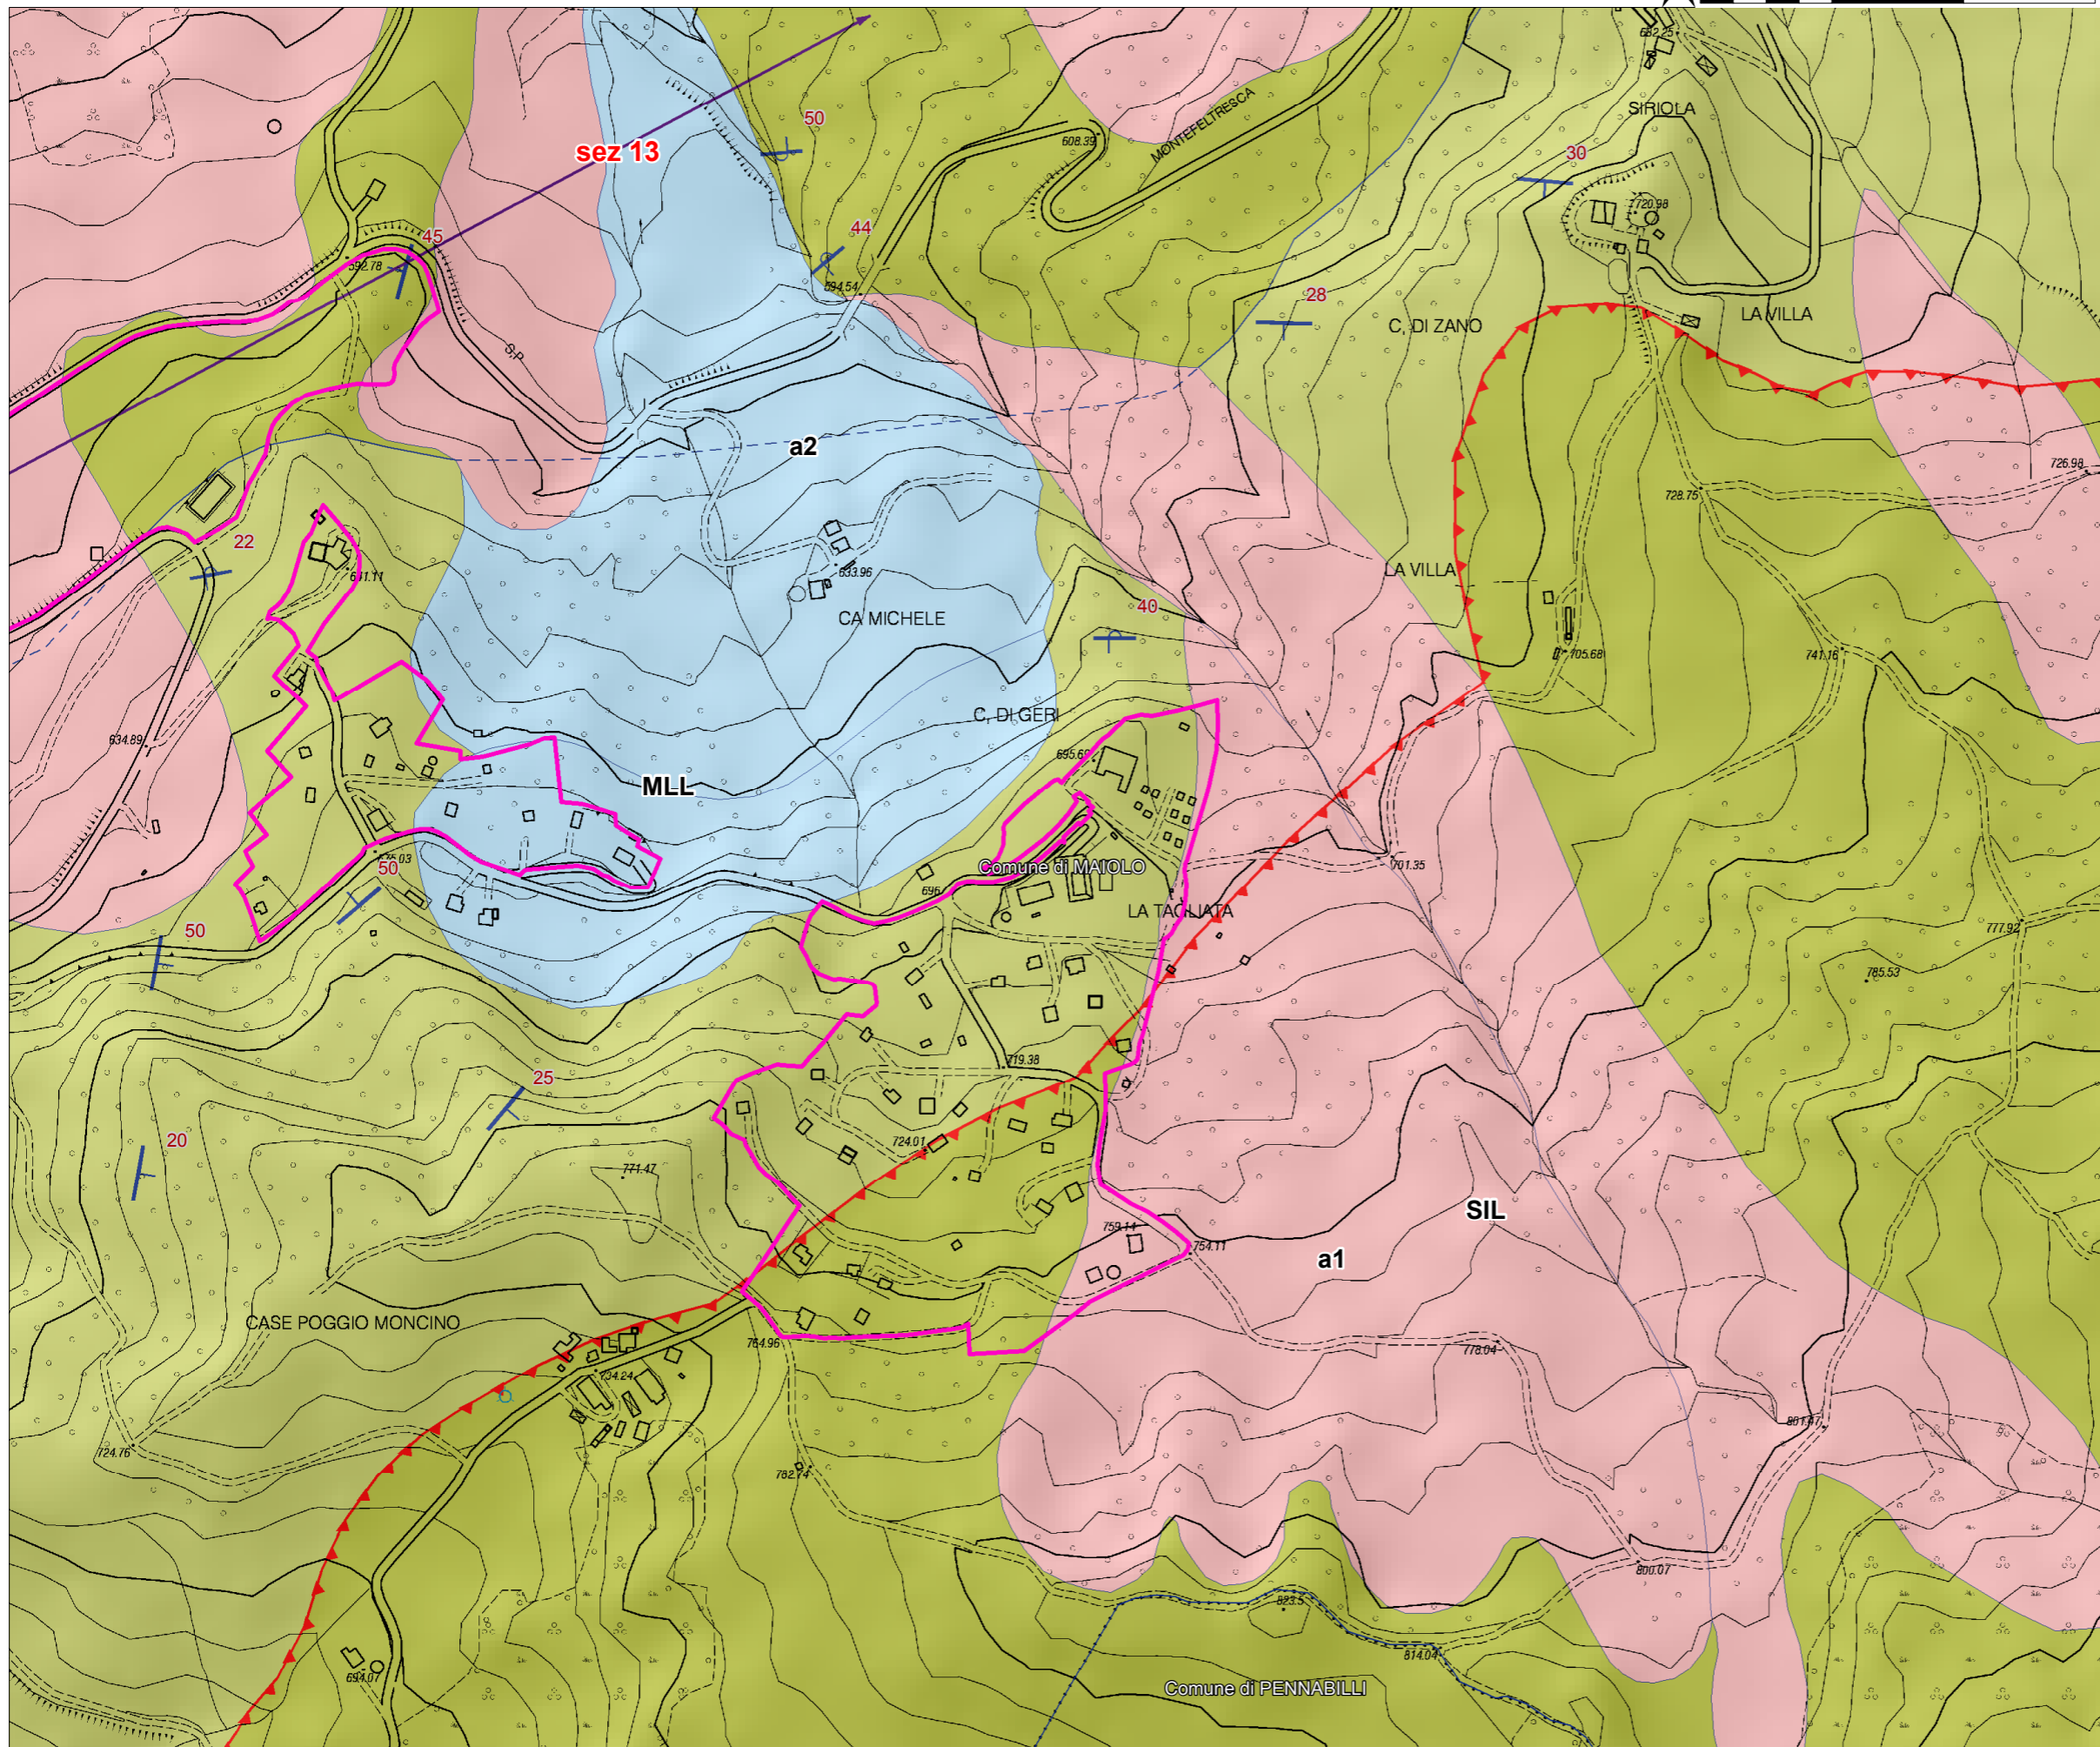 682.25
SIRIOLA
50
608.39
MONTEFELTRESCA
sez 13
30
720.98
45
44
592.78
594.54
28
C, DI ZANO
LA VILLA
S.P.
a2
726.98
728.75
22
641.11
633.96
LA VILLA
40
CA MICHELE
705.68
741.16
C, DI GERI
634.89
695.69
MLL
50
Comune di MAIOLO
701.35
696
LA TAGLIATA
50
777.92
785.53
719.38
25
20
724.01
771.47
SIL
759.14
754.11
a1
CASE POGGIO MONCINO
764.96
778.04
734.24
801.47
724.76
782.74
800.07
823.5
814.04
694.07
Comune di PENNABILLI